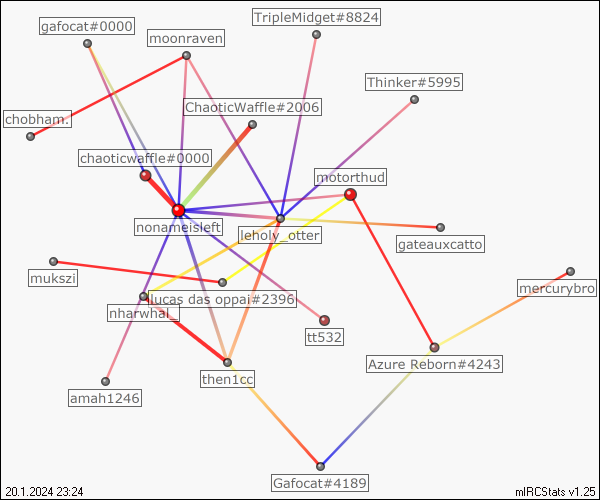 TripleMidget#8824
gafocat#0000
moonraven
Thinker#5995
ChaoticWaffle#2006
chobham.
chaoticwaffle#0000
motorthud
nonameisleft
leholy_otter
gateauxcatto
mukszi
mercurybro
lucas das oppai#2396
nharwhal_
tt532
Azure Reborn#4243
then1cc
amah1246
Gafocat#4189
20.1.2024 23:24
mIRCStats v1.25